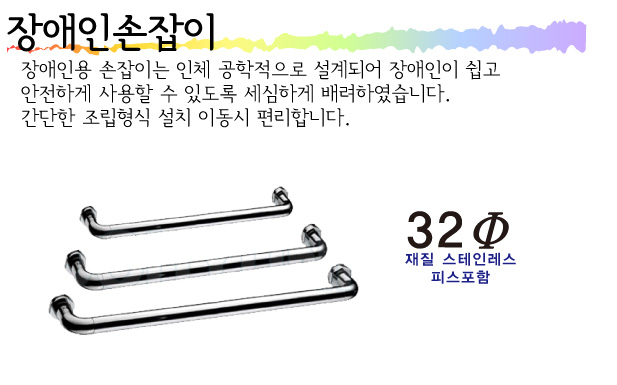 장애인손잡이
장애인용 손잡이는 인체 공학적으로 설계되어 장애인이 쉽고
안전하게 사용할 수 있도록 세심하게 배려하였습니다.
간단한 조립형식 설치 이동시 편리합니다.
32Φ
재질 스테인레스
피스포함